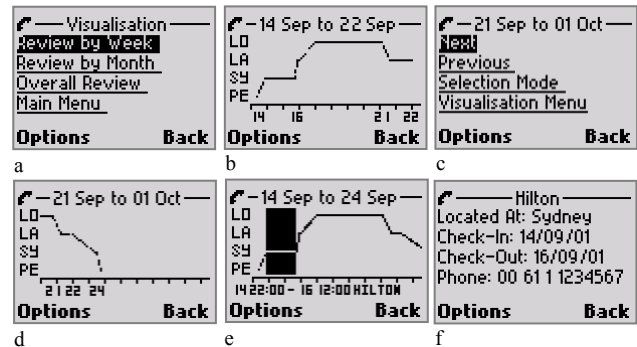 Visualisation
Review by Week
Review by Month
Overall Review
Main Menu
Options Back
a
14 Sep to 22 Sep
LO
LA
SY
PE
14 16 21 22
Options Back
b
21 Sep to 01 Oct
Next
Previous
Selection Mode
Visualisation Menu
Options Back
c
21 Sep to 01 Oct
LO
LA
SY
PE
21 22 24
Options Back
d
14 Sep to 24 Sep
LO
LA
SY
PE
14 22:00 - 16 12:00 HILTON
Options Back
e
Hilton
Located At: Sydney
Check-In: 14/09/01
Check-Out: 16/09/01
Phone: 00 61 1 1234567
Options Back
f